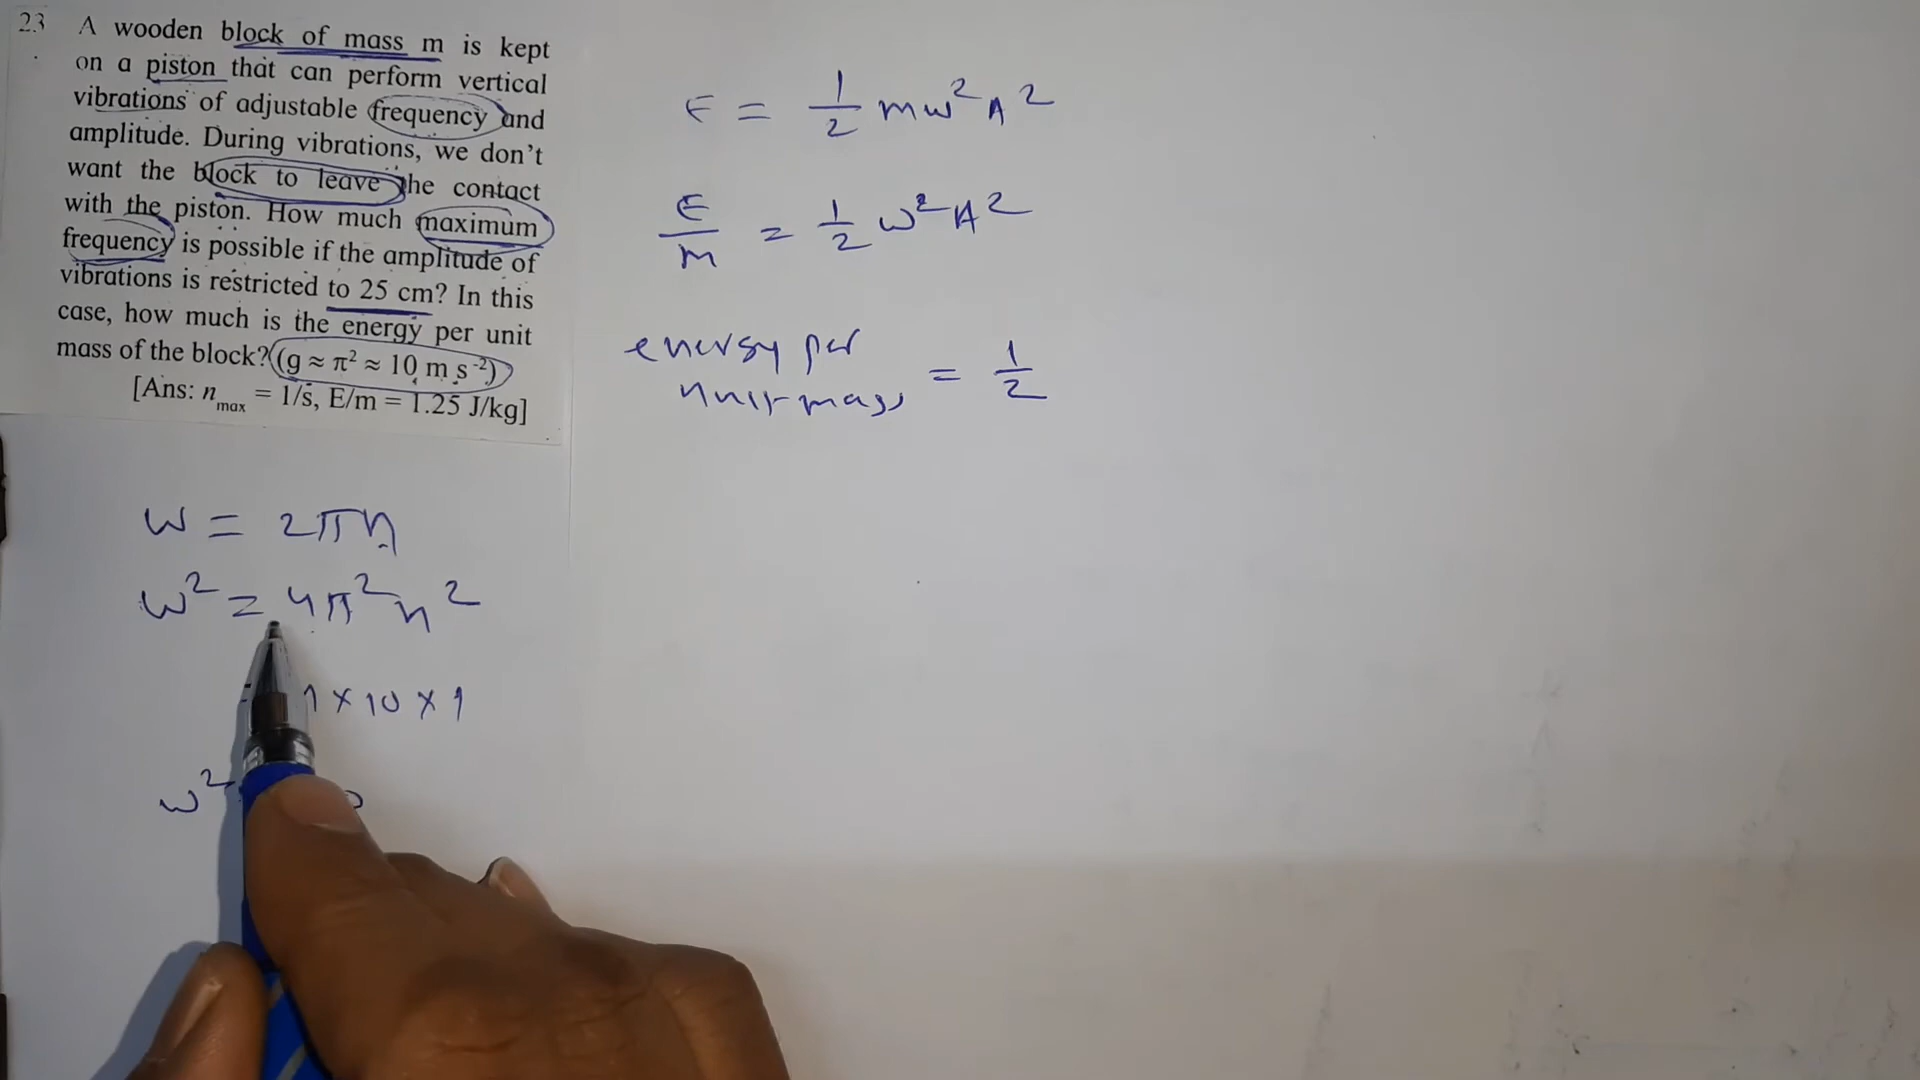 23 A wooden block of mass m is kept
on a piston that can perform vertical
vibrations of adjustable frequency and
amplitude. During vibrations, we don't
want the block to leave the contact
with the piston. How much maximum
frequency is possible if the amplitude of
vibrations is restricted to 25 cm? In this
case, how much is the energy per unit
mass of the block? (g ≈ π² ≈ 10 m s⁻²)
[Ans: n_max = 1/s, E/m = 1.25 J/kg]
w = 2πn
w² = 4π²n²
× 10 × 1
w²
E = 1/2 mw²A²
E/m = 1/2 w²A²
energy per
unit mass = 1/2